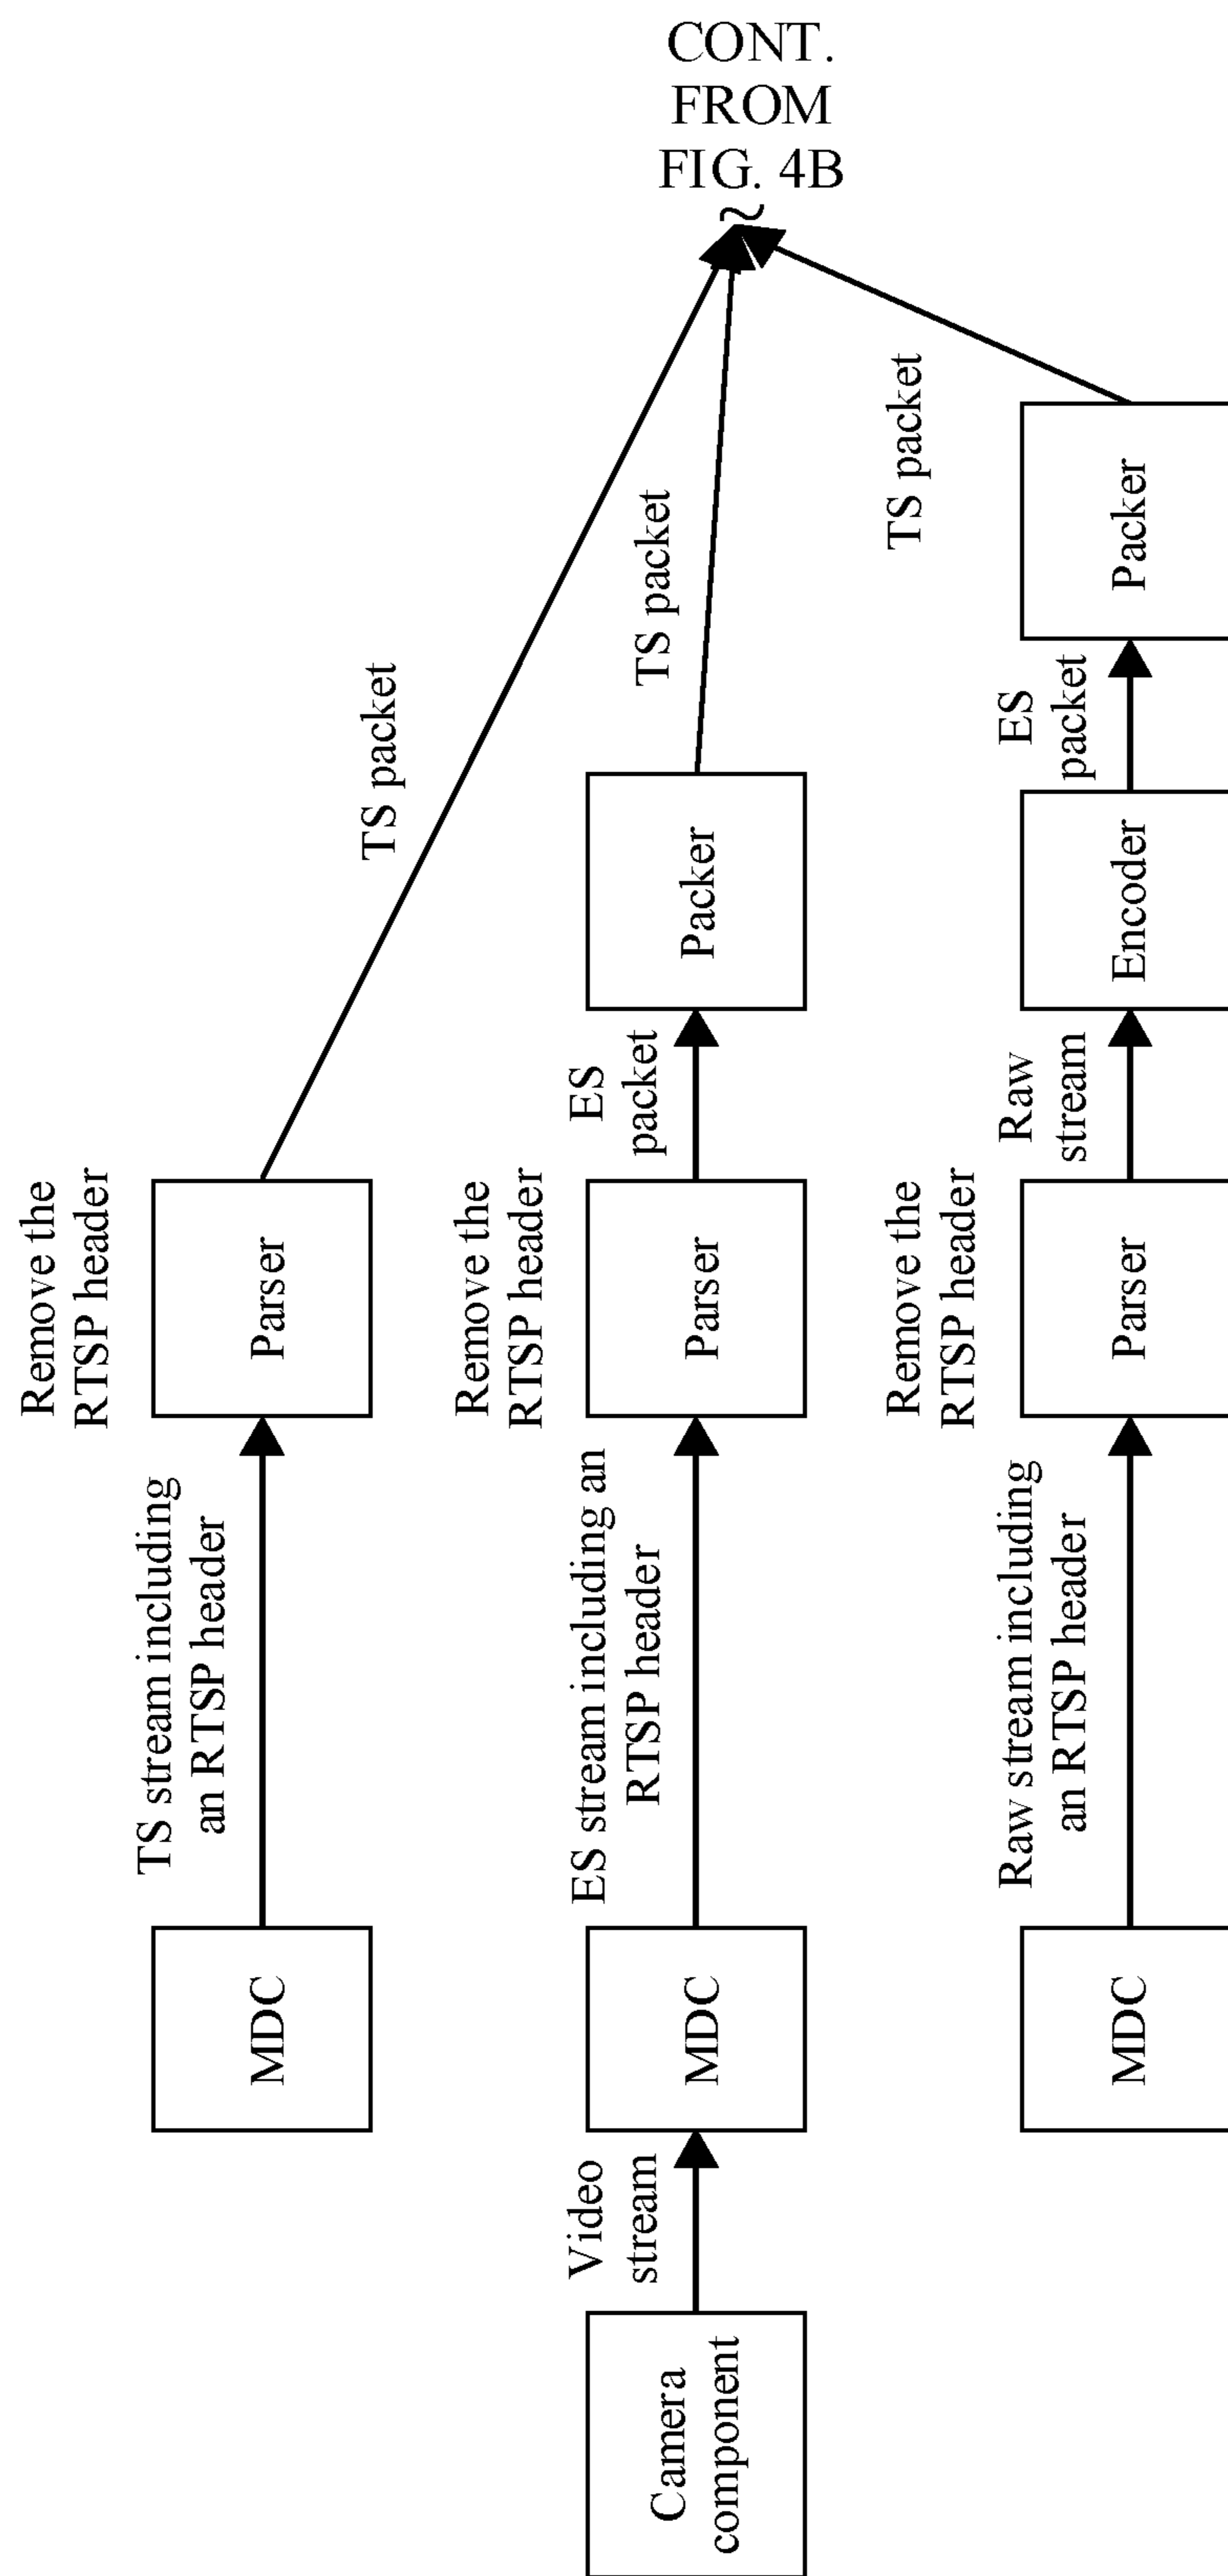 CONT.
FROM
FIG. 4B
MDC
TS stream including
an RTSP header
Remove the
RTSP header
Parser
TS packet
Camera
component
Video
stream
MDC
ES stream including an
RTSP header
Remove the
RTSP header
Parser
ES
packet
Packer
TS packet
MDC
Raw stream including
an RTSP header
Remove the
RTSP header
Parser
Raw
stream
Encoder
ES
packet
Packer
TS packet